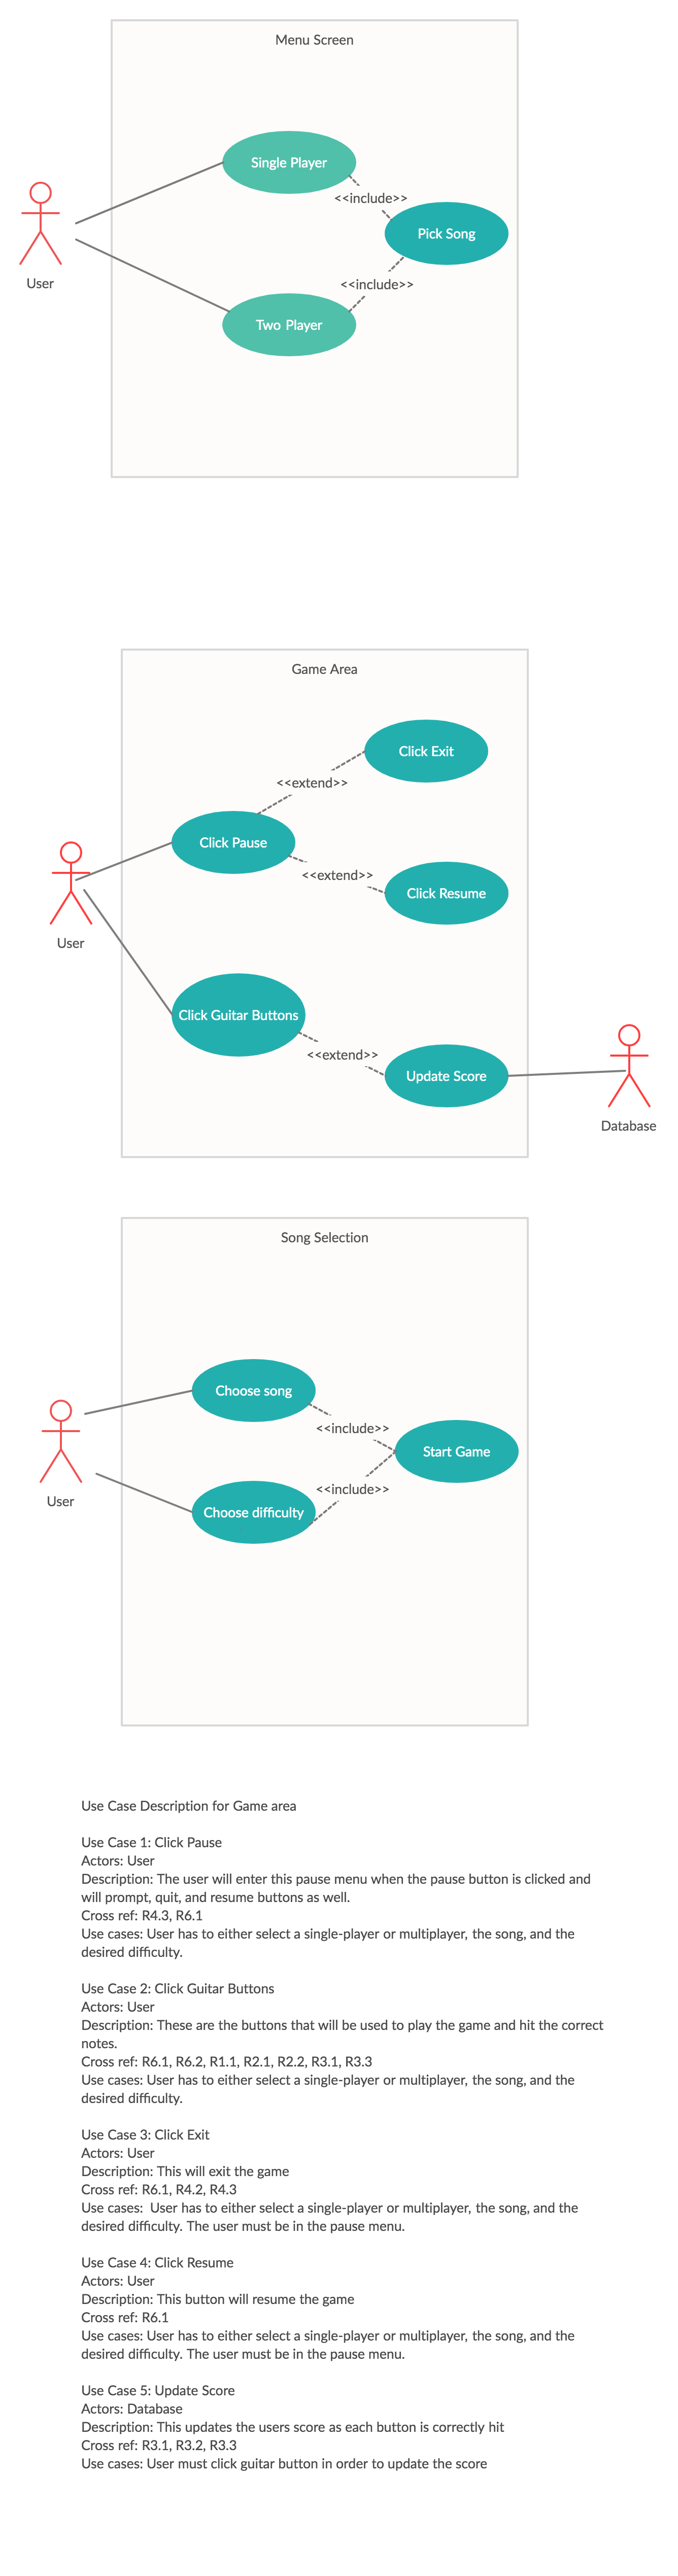 Menu Screen
Single Player
<<include>>
Pick Song
User
<<include>>
Two Player
Game Area
Click Exit
<<extend>>
Click Pause
<<extend>>
Click Resume
User
Click Guitar Buttons
<<extend>>
Update Score
Database
Song Selection
Choose song
<<include>>
Start Game
<<include>>
User
Choose difficulty
Use Case Description for Game area
Use Case 1: Click Pause
Actors: User
Description: The user will enter this pause menu when the pause button is clicked and
will prompt, quit, and resume buttons as well.
Cross ref: R4.3, R6.1
Use cases: User has to either select a single-player or multiplayer, the song, and the
desired difficulty.
Use Case 2: Click Guitar Buttons
Actors: User
Description: These are the buttons that will be used to play the game and hit the correct
notes.
Cross ref: R6.1, R6.2, R1.1, R2.1, R2.2, R3.1, R3.3
Use cases: User has to either select a single-player or multiplayer, the song, and the
desired difficulty.
Use Case 3: Click Exit
Actors: User
Description: This will exit the game
Cross ref: R6.1, R4.2, R4.3
Use cases:  User has to either select a single-player or multiplayer, the song, and the
desired difficulty. The user must be in the pause menu.
Use Case 4: Click Resume
Actors: User
Description: This button will resume the game
Cross ref: R6.1
Use cases: User has to either select a single-player or multiplayer, the song, and the
desired difficulty. The user must be in the pause menu.
Use Case 5: Update Score
Actors: Database
Description: This updates the users score as each button is correctly hit
Cross ref: R3.1, R3.2, R3.3
Use cases: User must click guitar button in order to update the score